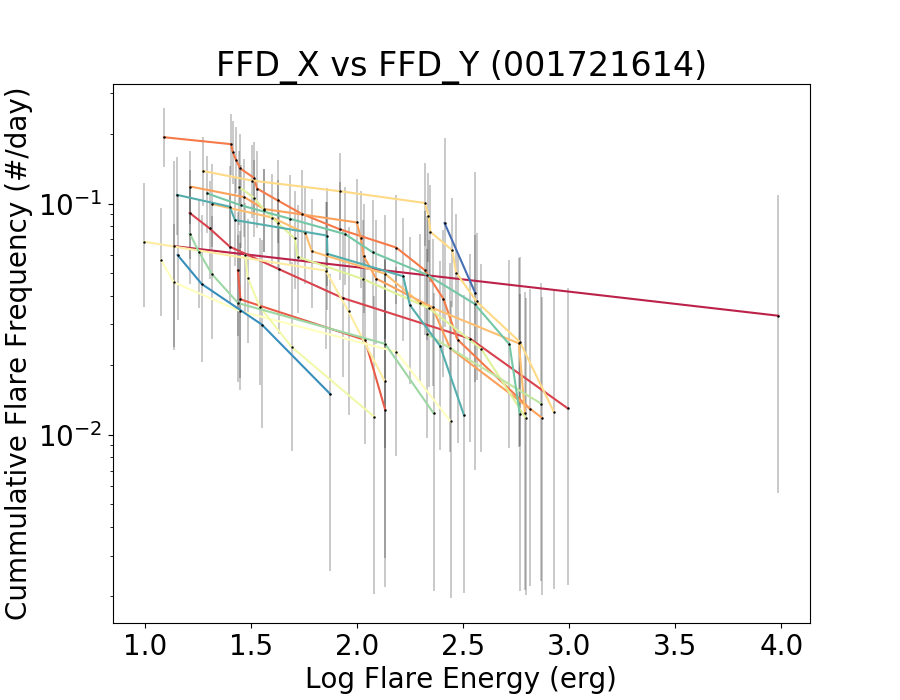 FFD_X vs FFD_Y (001721614)
Cummulative Flare Frequency (#/day)
10⁻¹
10⁻²
1.0 1.5 2.0 2.5 3.0 3.5 4.0
Log Flare Energy (erg)